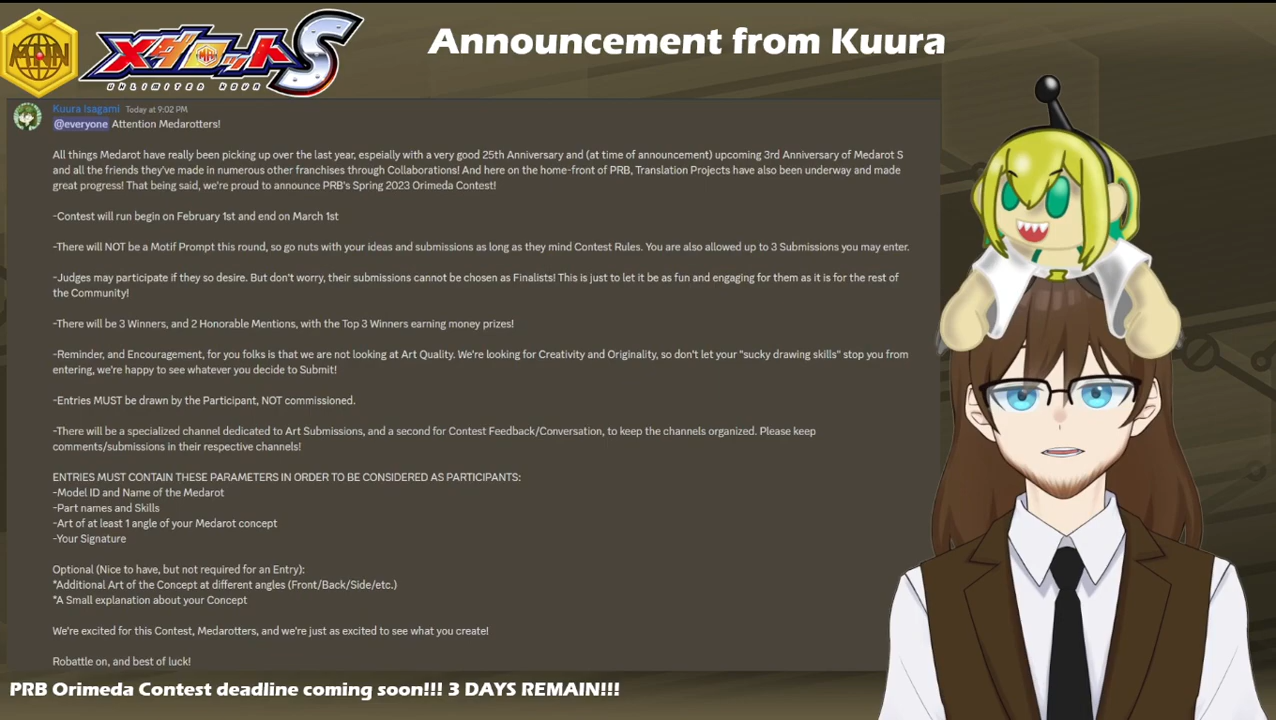 MNN
メダロットS
UNLIMITED NOVA
Announcement from Kuura
Kuura Isagami Today at 9:02 PM
@everyone Attention Medarotters!
All things Medarot have really been picking up over the last year, espeially with a very good 25th Anniversary and (at time of announcement) upcoming 3rd Anniversary of Medarot S
and all the friends they've made in numerous other franchises through Collaborations! And here on the home-front of PRB, Translation Projects have also been underway and made
great progress! That being said, we're proud to announce PRB's Spring 2023 Orimeda Contest!
-Contest will run begin on February 1st and end on March 1st
-There will NOT be a Motif Prompt this round, so go nuts with your ideas and submissions as long as they mind Contest Rules. You are also allowed up to 3 Submissions you may enter.
-Judges may participate if they so desire. But don't worry, their submissions cannot be chosen as Finalists! This is just to let it be as fun and engaging for them as it is for the rest of
the Community!
-There will be 3 Winners, and 2 Honorable Mentions, with the Top 3 Winners earning money prizes!
-Reminder, and Encouragement, for you folks is that we are not looking at Art Quality. We're looking for Creativity and Originality, so don't let your "sucky drawing skills" stop you from
entering, we're happy to see whatever you decide to Submit!
-Entries MUST be drawn by the Participant, NOT commissioned.
-There will be a specialized channel dedicated to Art Submissions, and a second for Contest Feedback/Conversation, to keep the channels organized. Please keep
comments/submissions in their respective channels!
ENTRIES MUST CONTAIN THESE PARAMETERS IN ORDER TO BE CONSIDERED AS PARTICIPANTS:
-Model ID and Name of the Medarot
-Part names and Skills
-Art of at least 1 angle of your Medarot concept
-Your Signature
Optional (Nice to have, but not required for an Entry):
*Additional Art of the Concept at different angles (Front/Back/Side/etc.)
*A Small explanation about your Concept
We're excited for this Contest, Medarotters, and we're just as excited to see what you create!
Robattle on, and best of luck!
PRB Orimeda Contest deadline coming soon!!! 3 DAYS REMAIN!!!